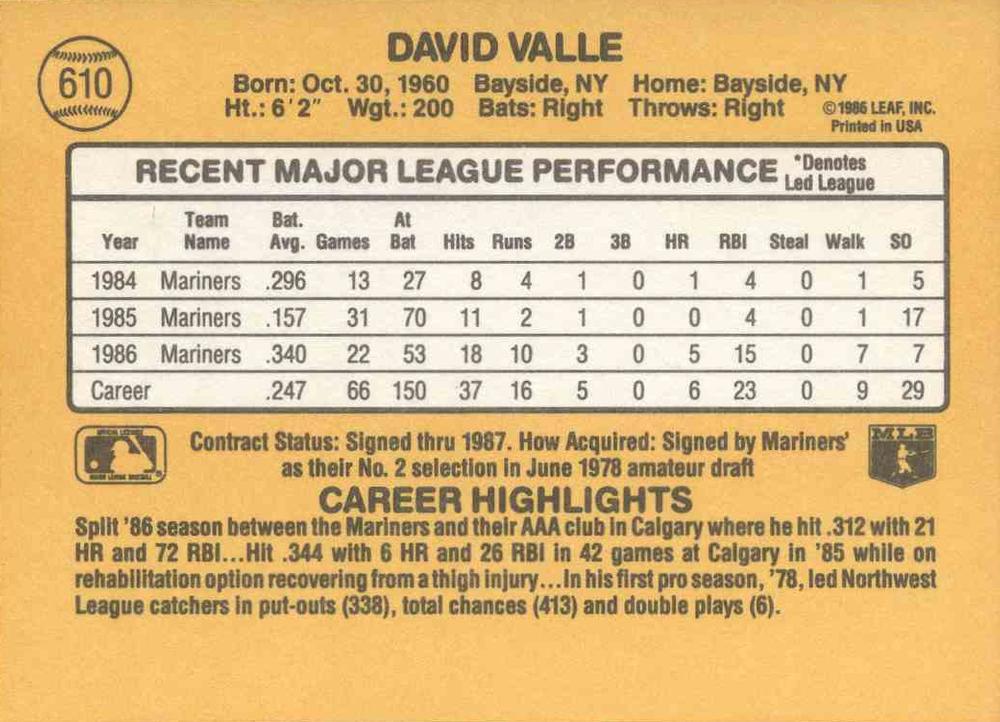 610
DAVID VALLE
Born: Oct. 30, 1960 Bayside, NY Home: Bayside, NY
Ht.: 6'2" Wgt.: 200 Bats: Right Throws: Right ©1986 LEAF, INC.
Printed in USA
RECENT MAJOR LEAGUE PERFORMANCE *Denotes
Led League
Team Bat. At
Year Name Avg. Games Bat Hits Runs 2B 3B HR RBI Steal Walk SO
1984 Mariners .296 13 27 8 4 1 0 1 4 0 1 5
1985 Mariners .157 31 70 11 2 1 0 0 4 0 1 17
1986 Mariners .340 22 53 18 10 3 0 5 15 0 7 7
Career .247 66 150 37 16 5 0 6 23 0 9 29
MLB
Contract Status: Signed thru 1987. How Acquired: Signed by Mariners'
as their No. 2 selection in June 1978 amateur draft
CAREER HIGHLIGHTS
Split '86 season between the Mariners and their AAA club in Calgary where he hit .312 with 21
HR and 72 RBI...Hit .344 with 6 HR and 26 RBI in 42 games at Calgary in '85 while on
rehabilitation option recovering from a thigh injury...In his first pro season, '78, led Northwest
League catchers in put-outs (338), total chances (413) and double plays (6).